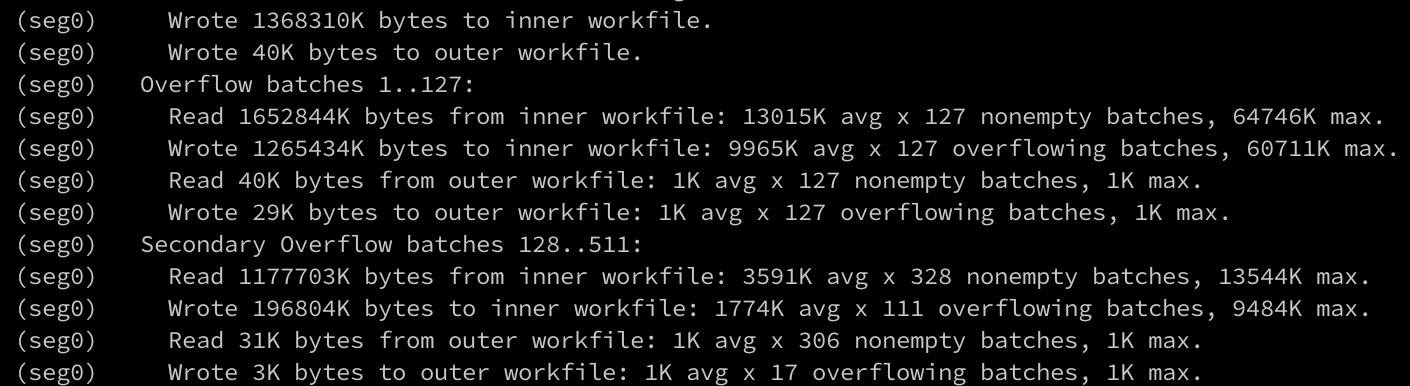 (seg0)     Wrote 1368310K bytes to inner workfile.
(seg0)     Wrote 40K bytes to outer workfile.
(seg0)   Overflow batches 1..127:
(seg0)     Read 1652844K bytes from inner workfile: 13015K avg x 127 nonempty batches, 64746K max.
(seg0)     Wrote 1265434K bytes to inner workfile: 9965K avg x 127 overflowing batches, 60711K max.
(seg0)     Read 40K bytes from outer workfile: 1K avg x 127 nonempty batches, 1K max.
(seg0)     Wrote 29K bytes to outer workfile: 1K avg x 127 overflowing batches, 1K max.
(seg0)   Secondary Overflow batches 128..511:
(seg0)     Read 1177703K bytes from inner workfile: 3591K avg x 328 nonempty batches, 13544K max.
(seg0)     Wrote 196804K bytes to inner workfile: 1774K avg x 111 overflowing batches, 9484K max.
(seg0)     Read 31K bytes from outer workfile: 1K avg x 306 nonempty batches, 1K max.
(seg0)     Wrote 3K bytes to outer workfile: 1K avg x 17 overflowing batches, 1K max.